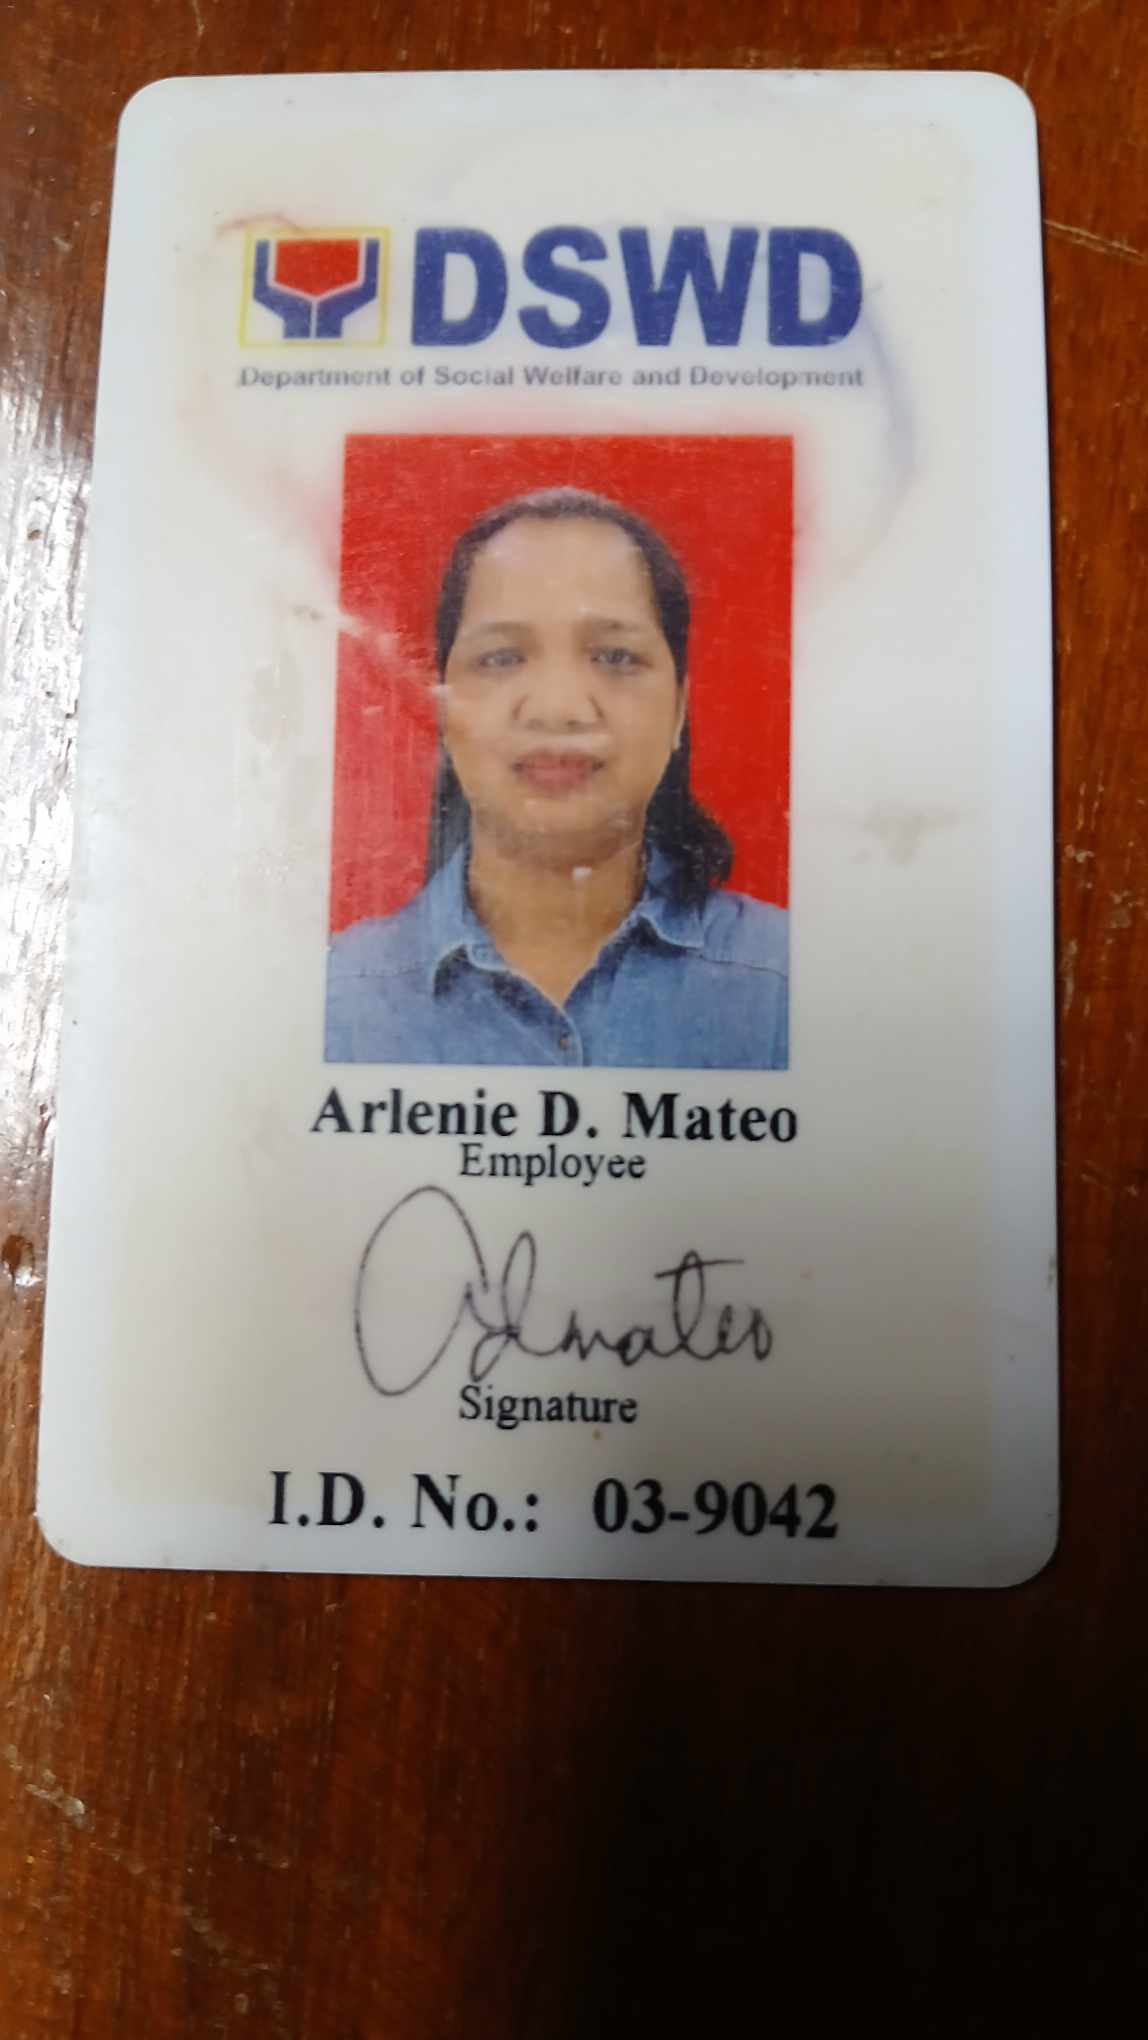 DSWD
Department of Social Welfare and Development
Arlenie D. Mateo
Employee
Admateo
Signature
I.D. No.: 03-9042